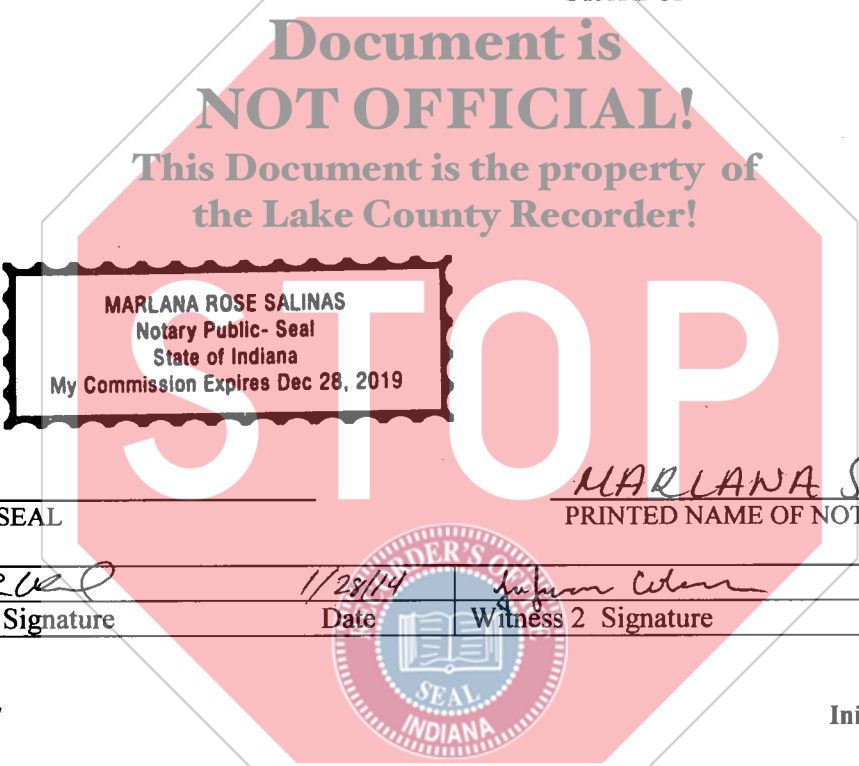 Document is
NOT OFFICIAL!
This Document is the property of
the Lake County Recorder!
STOP
MARLANA ROSE SALINAS
Notary Public- Seal
State of Indiana
My Commission Expires Dec 28, 2019
MARLANA S
SEAL
PRINTED NAME OF NOT
1/28/14
Signature
Date
Witness 2 Signature
RECORDER'S OFFICE
SEAL
INDIANA
Ini